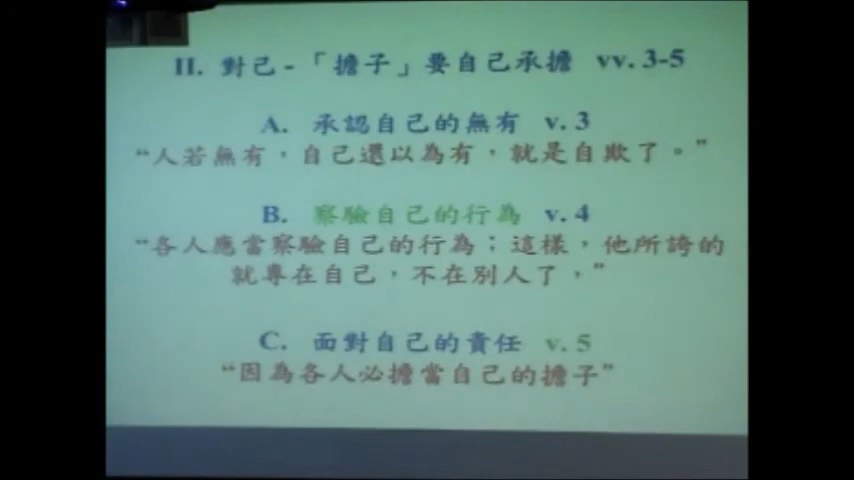 II. 對己 - 「擔子」要自己承擔 vv. 3-5
A. 承認自己的無有 v. 3
“人若無有，自己還以為有，就是自欺了。”
B. 察驗自己的行為 v. 4
“各人應當察驗自己的行為；這樣，他所誇的
就專在自己，不在別人了，”
C. 面對自己的責任 v. 5
“因為各人必擔當自己的擔子”